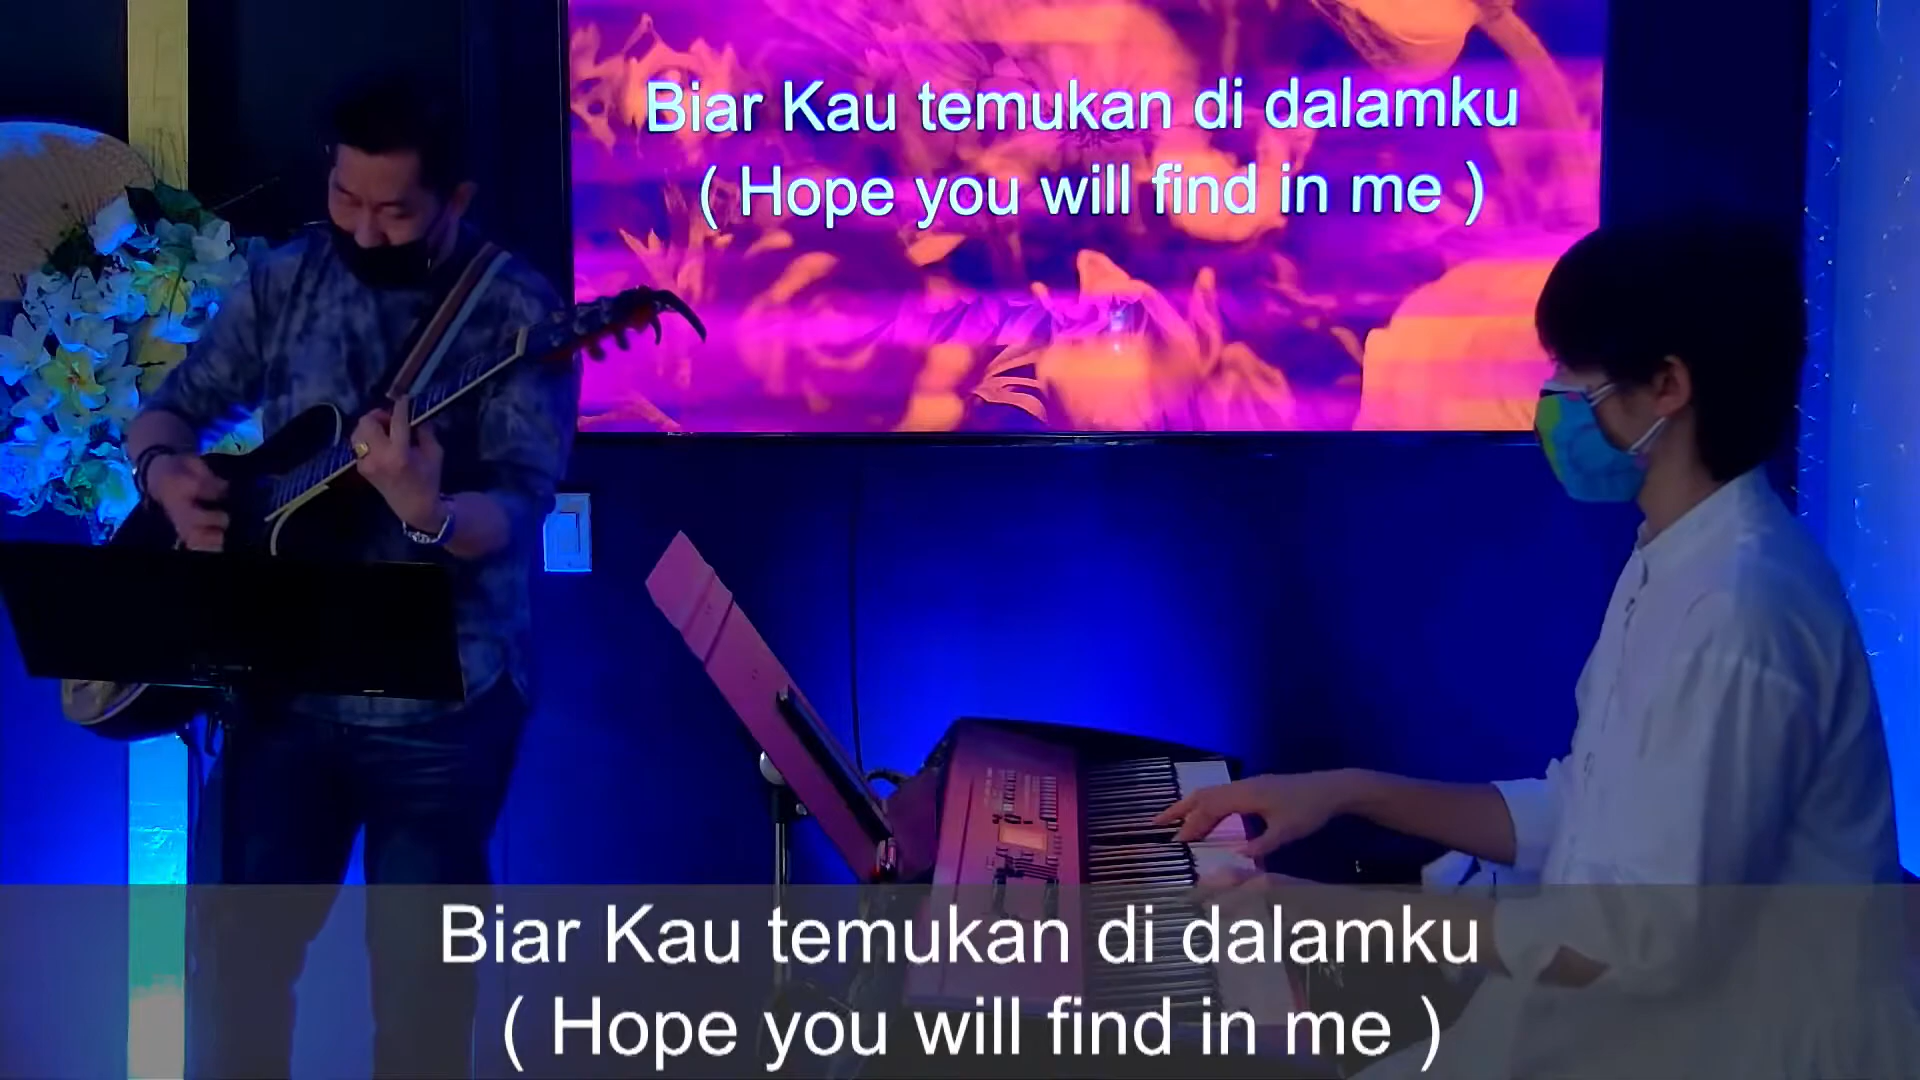 Biar Kau temukan di dalamku
( Hope you will find in me )
Biar Kau temukan di dalamku
( Hope you will find in me )